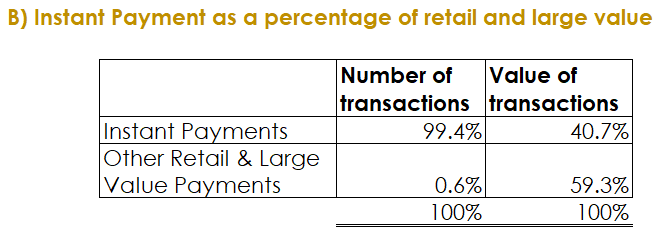 B) Instant Payment as a percentage of retail and large value
Number of transactions Value of transactions
Instant Payments 99.4% 40.7%
Other Retail & Large
Value Payments 0.6% 59.3%
100% 100%